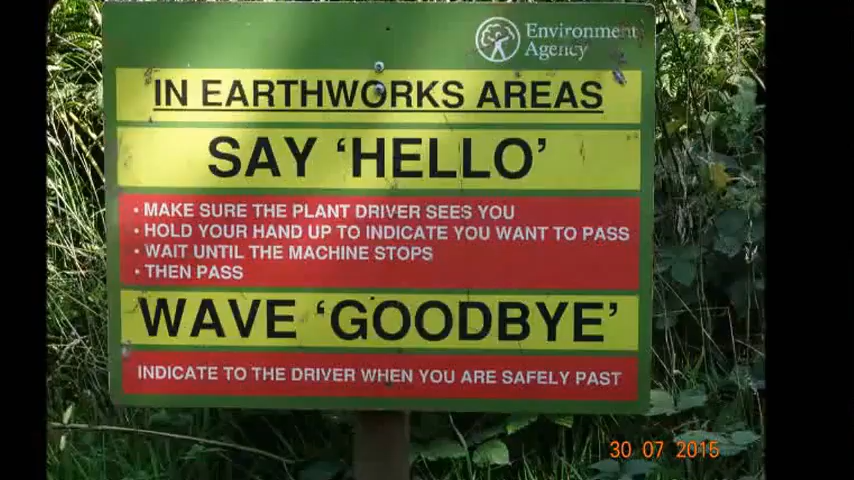 Environment
Agency
IN EARTHWORKS AREAS
SAY ‘HELLO’
• MAKE SURE THE PLANT DRIVER SEES YOU
• HOLD YOUR HAND UP TO INDICATE YOU WANT TO PASS
• WAIT UNTIL THE MACHINE STOPS
• THEN PASS
WAVE ‘GOODBYE’
INDICATE TO THE DRIVER WHEN YOU ARE SAFELY PAST
30 07 2015